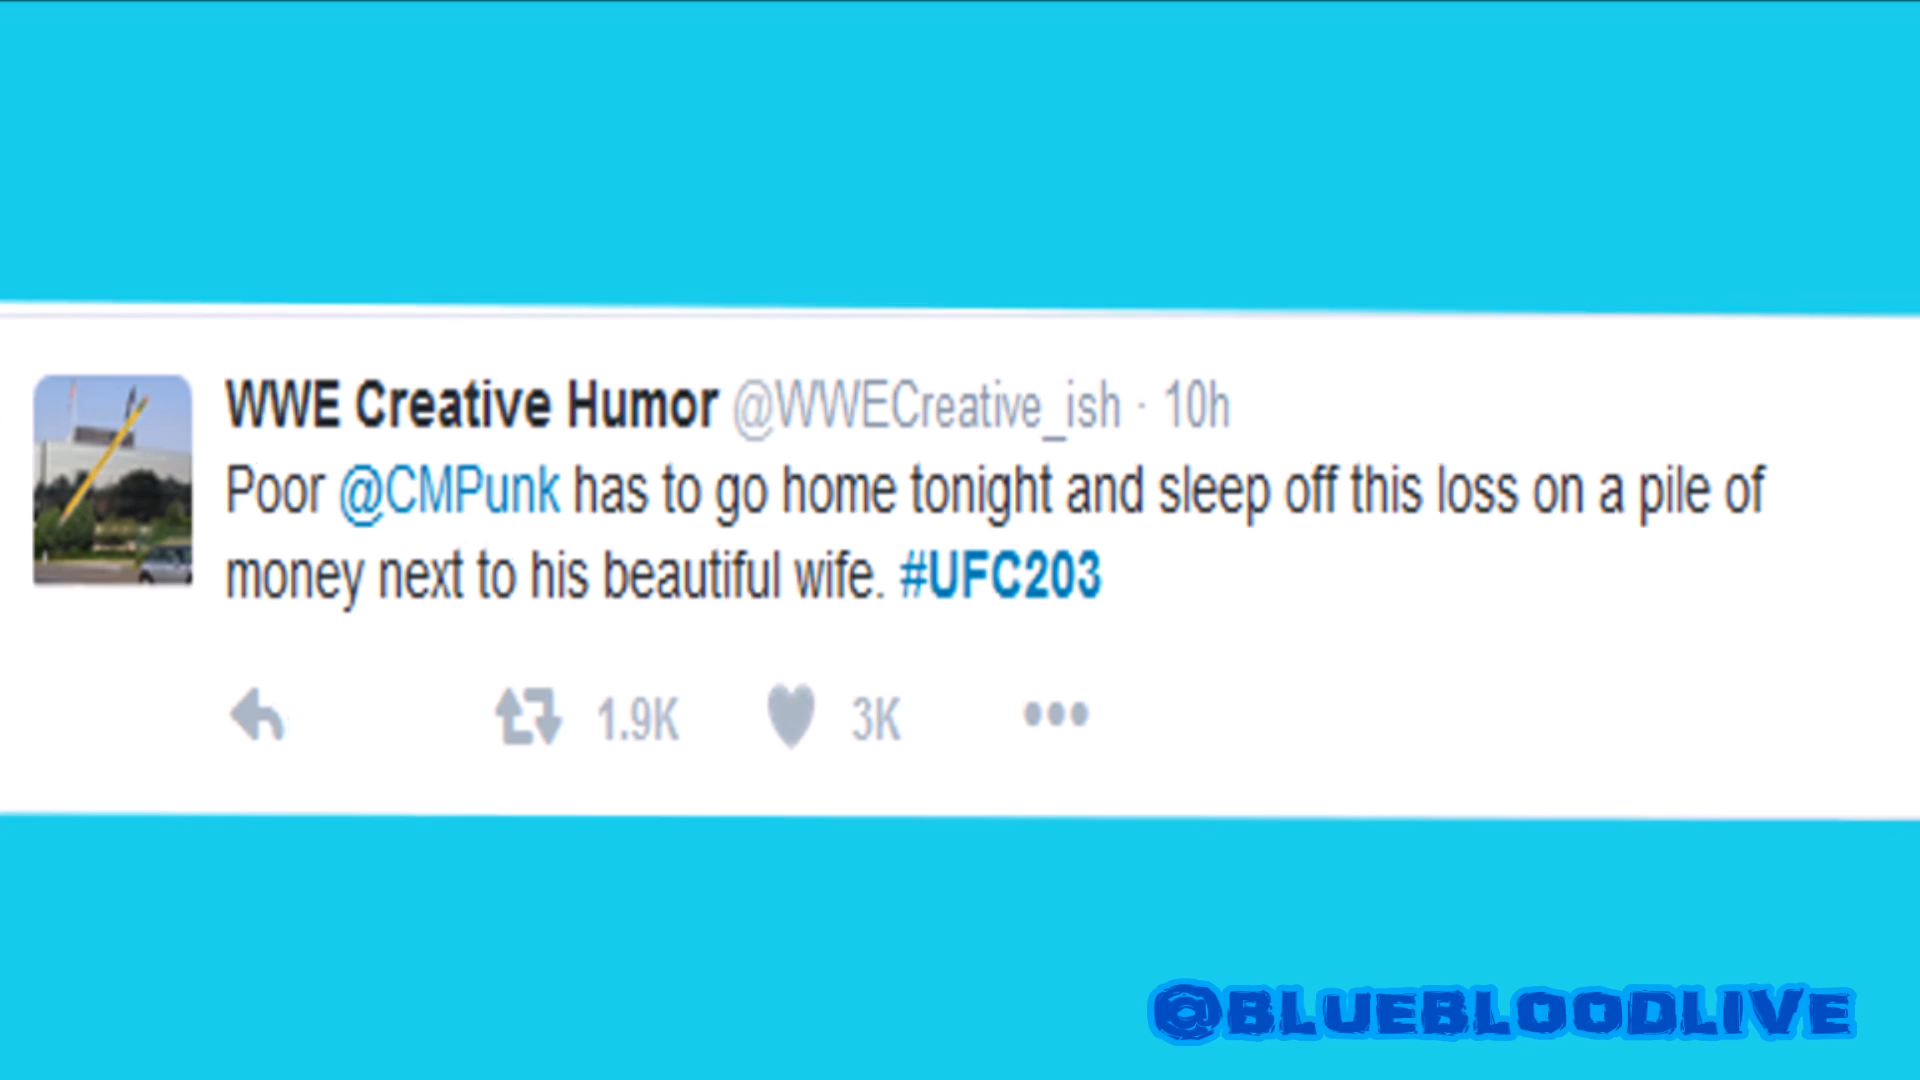 WWE Creative Humor @WWECreative_ish · 10h
Poor @CMPunk has to go home tonight and sleep off this loss on a pile of
money next to his beautiful wife. #UFC203
1.9K 3K
@BLUEBLOODLIVE